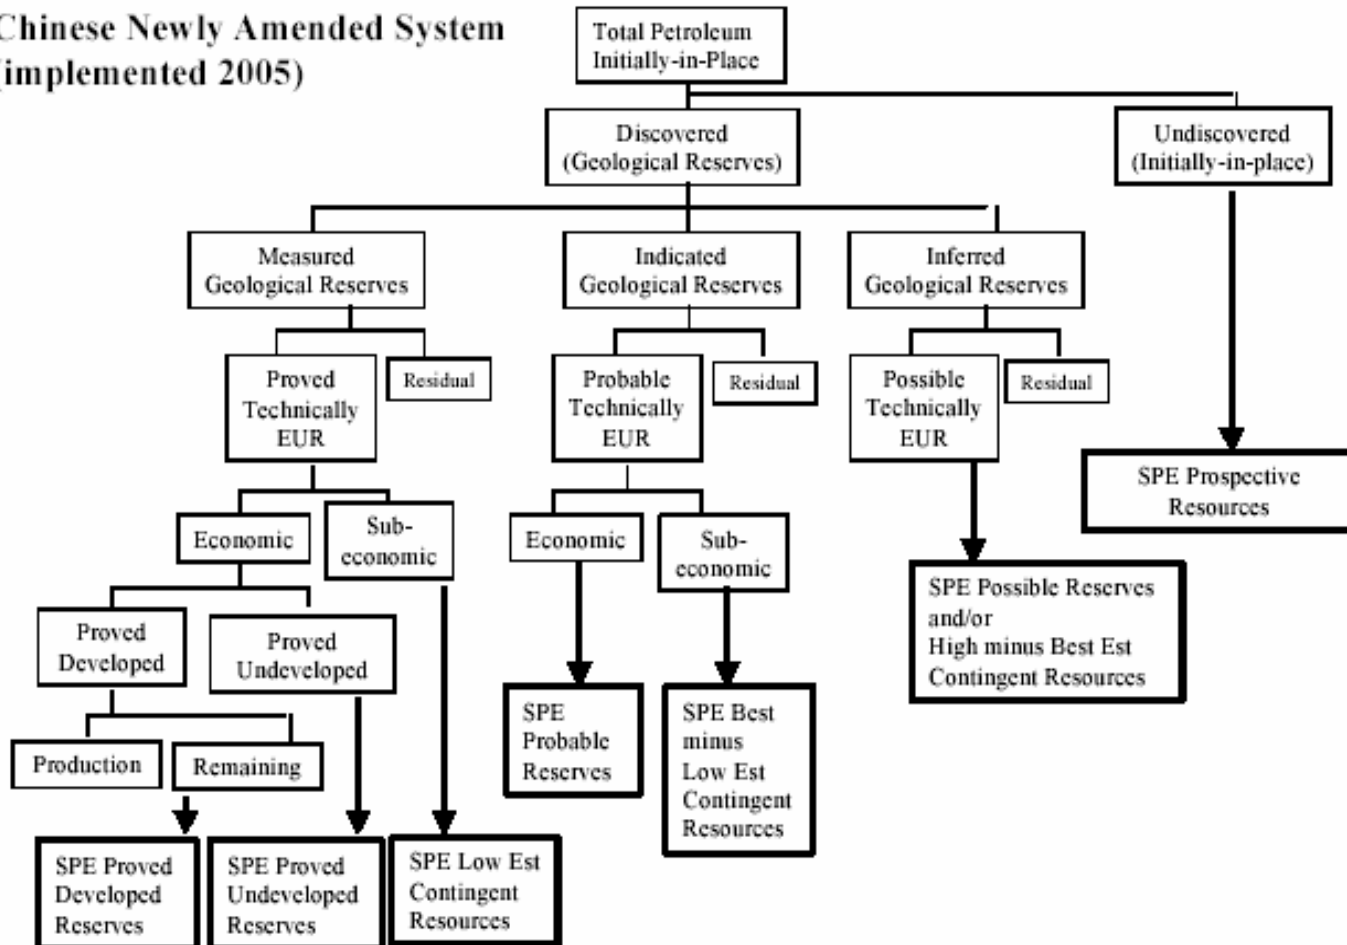 Chinese Newly Amended System
(implemented 2005)
Total Petroleum
Initially-in-Place
Discovered
(Geological Reserves)
Undiscovered
(Initially-in-place)
Measured
Geological Reserves
Indicated
Geological Reserves
Inferred
Geological Reserves
Proved
Technically
EUR
Residual
Probable
Technically
EUR
Residual
Possible
Technically
EUR
Residual
SPE Prospective
Resources
Economic
Sub-
economic
Economic
Sub-
economic
SPE Possible Reserves
and/or
High minus Best Est
Contingent Resources
Proved
Developed
Proved
Undeveloped
SPE
Probable
Reserves
SPE Best
minus
Low Est
Contingent
Resources
Production
Remaining
SPE Proved
Developed
Reserves
SPE Proved
Undeveloped
Reserves
SPE Low Est
Contingent
Resources